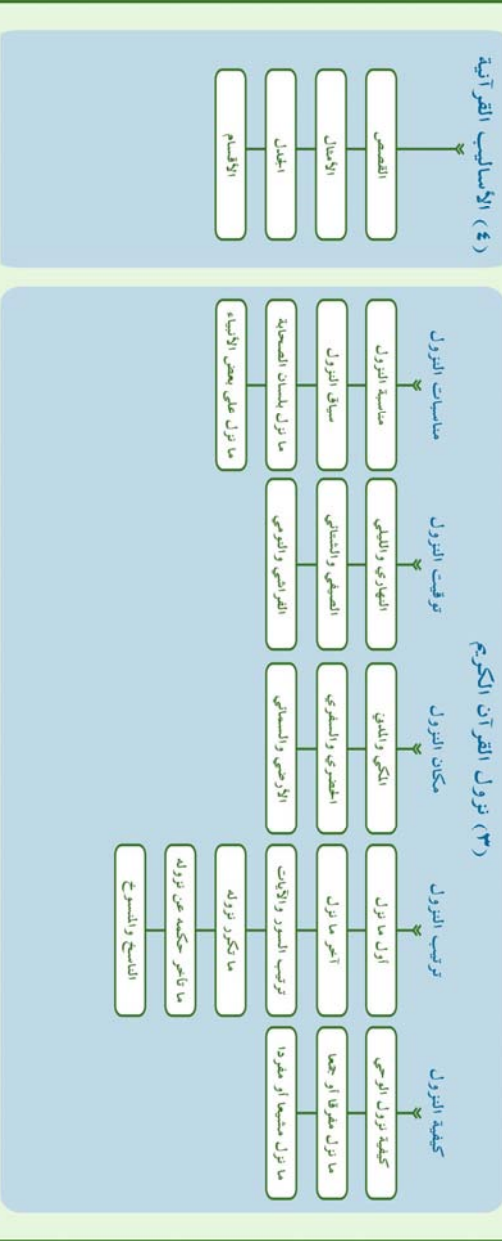 (٣) نزول القرآن الكريم
كيفية النزول
كيفية نزول الوحي
ما نزل مفرقا أو جمعا
ما نزل مشيعا أو مفردا
ترتيب النزول
أول ما نزل
آخر ما نزل
ترتيب السور والآيات
ما تكرر نزوله
ما تأخر حكمه عن نزوله
الناسخ والمنسوخ
مكان النزول
المكي والمدني
الحضري والسفري
الأرضي والسمائي
توقيت النزول
النهاري والليلي
الصيفي والشتائي
الفراشي والنومي
مناسبات النزول
مناسبة النزول
سياق النزول
ما نزل بلسان الصحابة
ما نزل على بعض الأنبياء
(٤) الأساليب القرآنية
القصص
الأمثال
الجدل
الأقسام